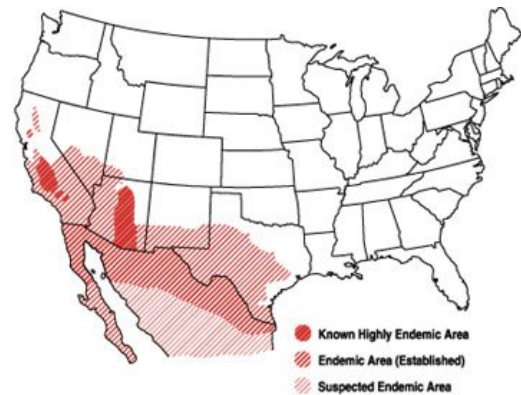 Known Highly Endemic Area
Endemic Area (Established)
Suspected Endemic Area